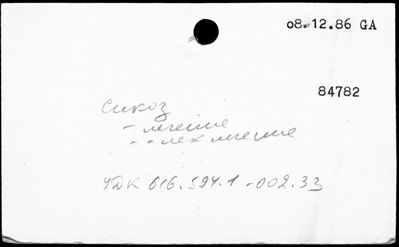 08.12.86 GA
84782
Сикоз
- лечение
- - лек лечение
УДК 616.594.1-002.33